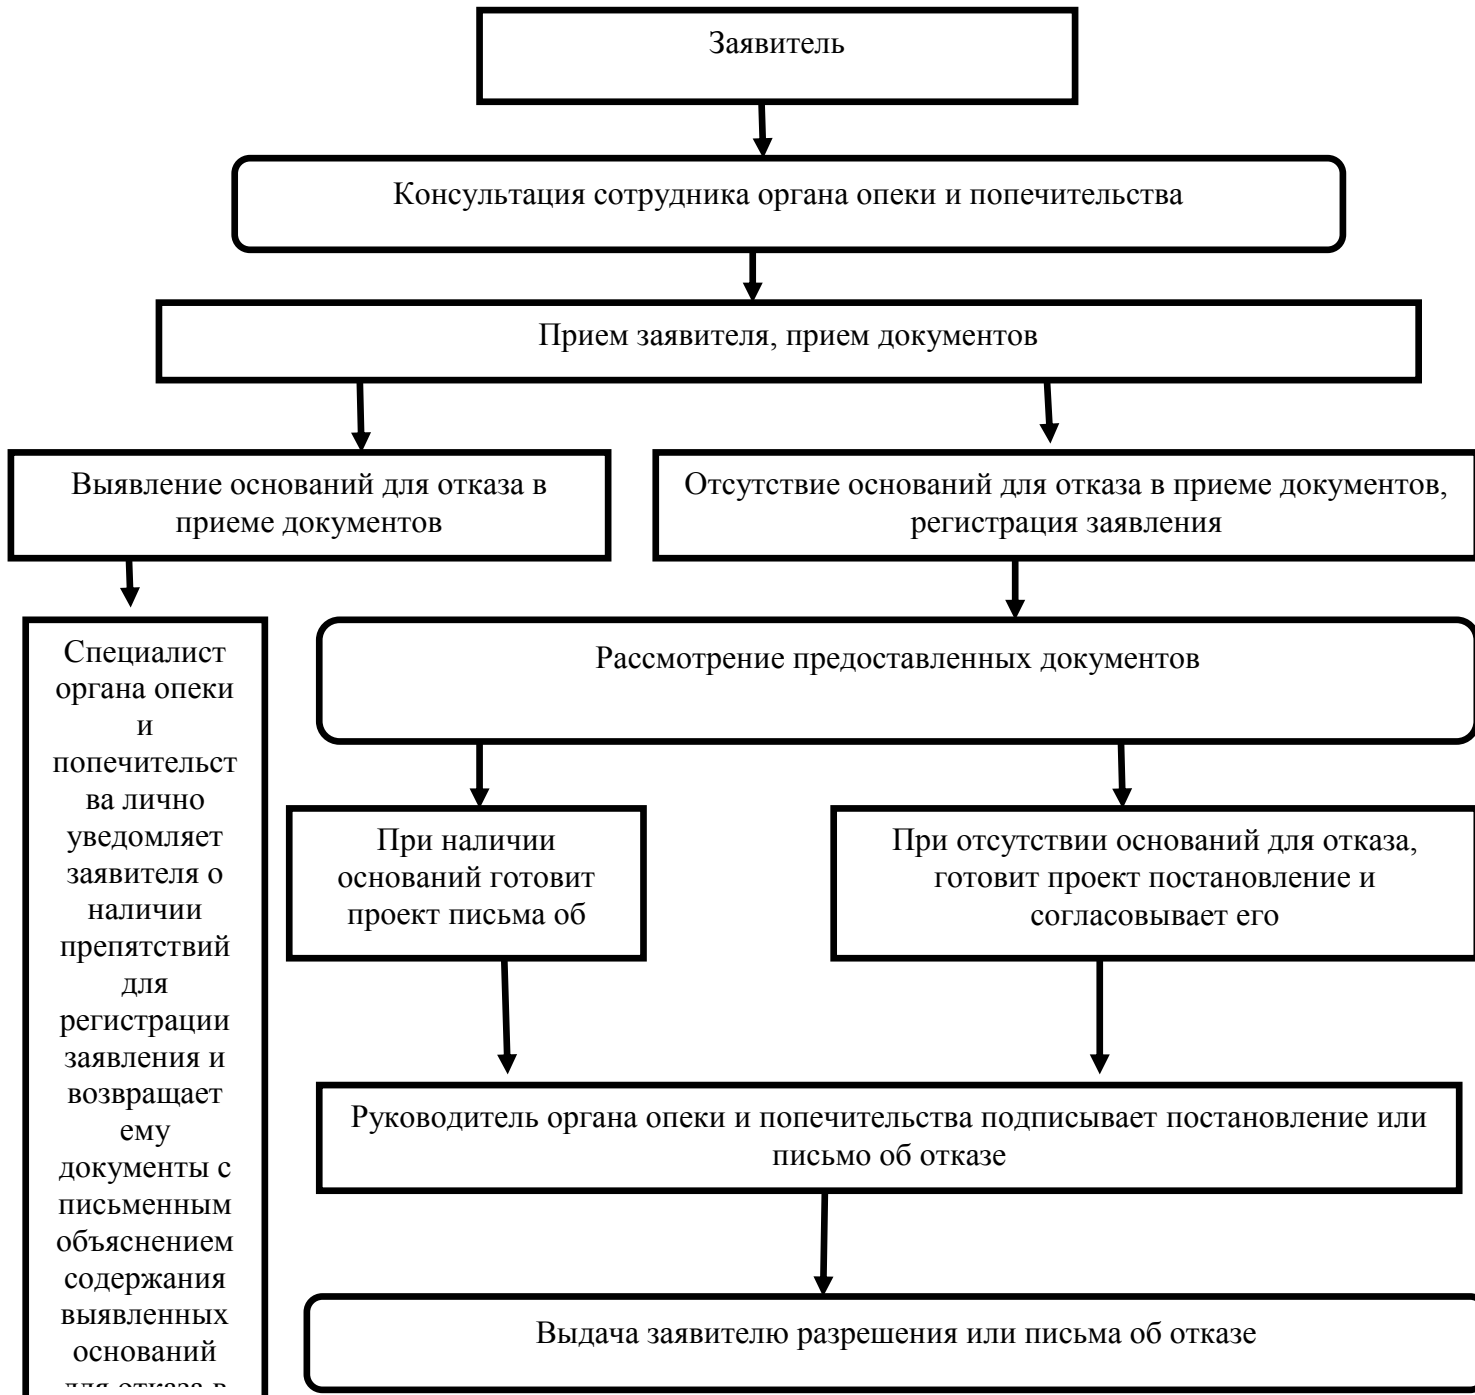 Заявитель
Консультация сотрудника органа опеки и попечительства
Прием заявителя, прием документов
Выявление оснований для отказа в
приеме документов
Отсутствие оснований для отказа в приеме документов,
регистрация заявления
Специалист
органа опеки
и
попечительст
ва лично
уведомляет
заявителя о
наличии
препятствий
для
регистрации
заявления и
возвращает
ему
документы с
письменным
объяснением
содержания
выявленных
оснований
для отказа в
Рассмотрение предоставленных документов
При наличии
оснований готовит
проект письма об
При отсутствии оснований для отказа,
готовит проект постановление и
согласовывает его
Руководитель органа опеки и попечительства подписывает постановление или
письмо об отказе
Выдача заявителю разрешения или письма об отказе